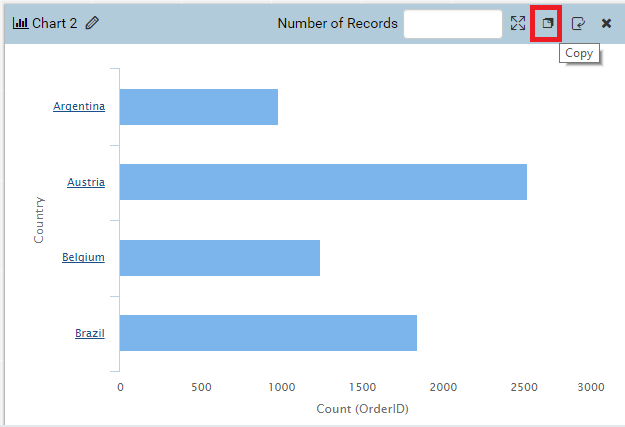 Chart 2
Number of Records
Copy
Argentina
Austria
Belgium
Brazil
Country
0 500 1000 1500 2000 2500 3000
Count (OrderID)